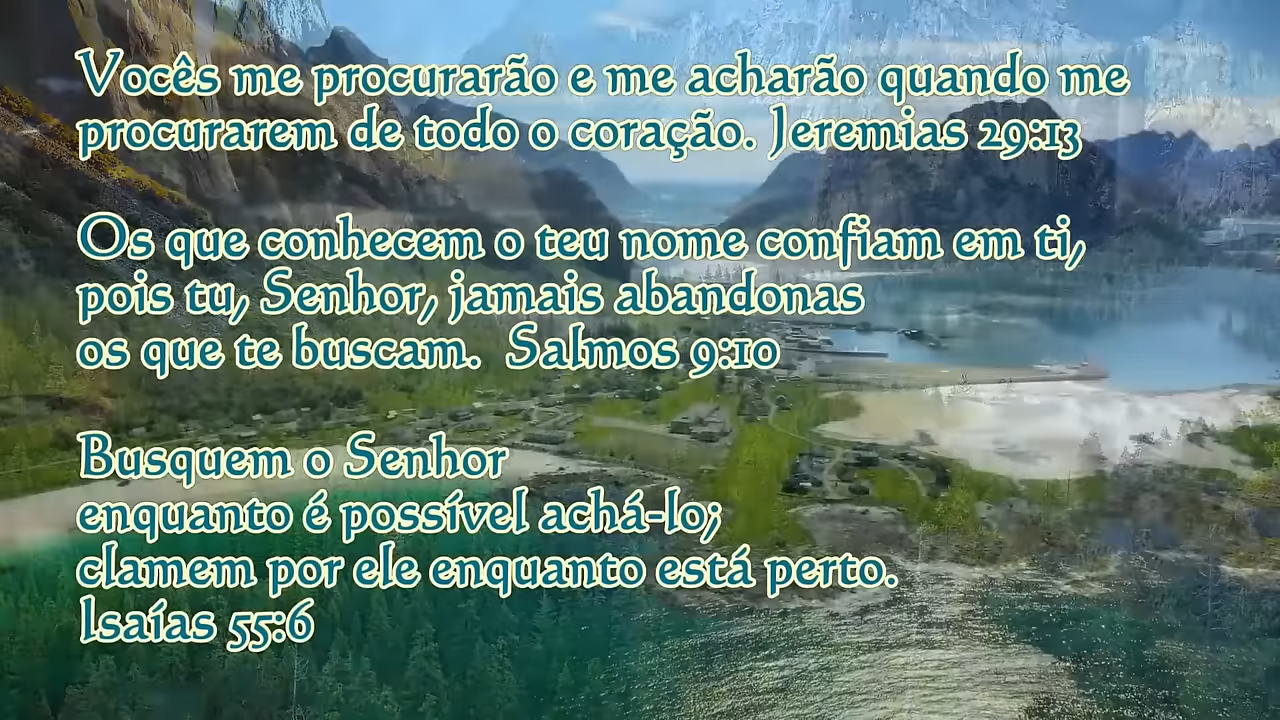 Vocês me procurarão e me acharão quando me
procurarem de todo o coração. Jeremias 29:13
Os que conhecem o teu nome confiam em ti,
pois tu, Senhor, jamais abandonas
os que te buscam.  Salmos 9:10
Busquem o Senhor
enquanto é possível achá-lo;
clamem por ele enquanto está perto.
Isaías 55:6